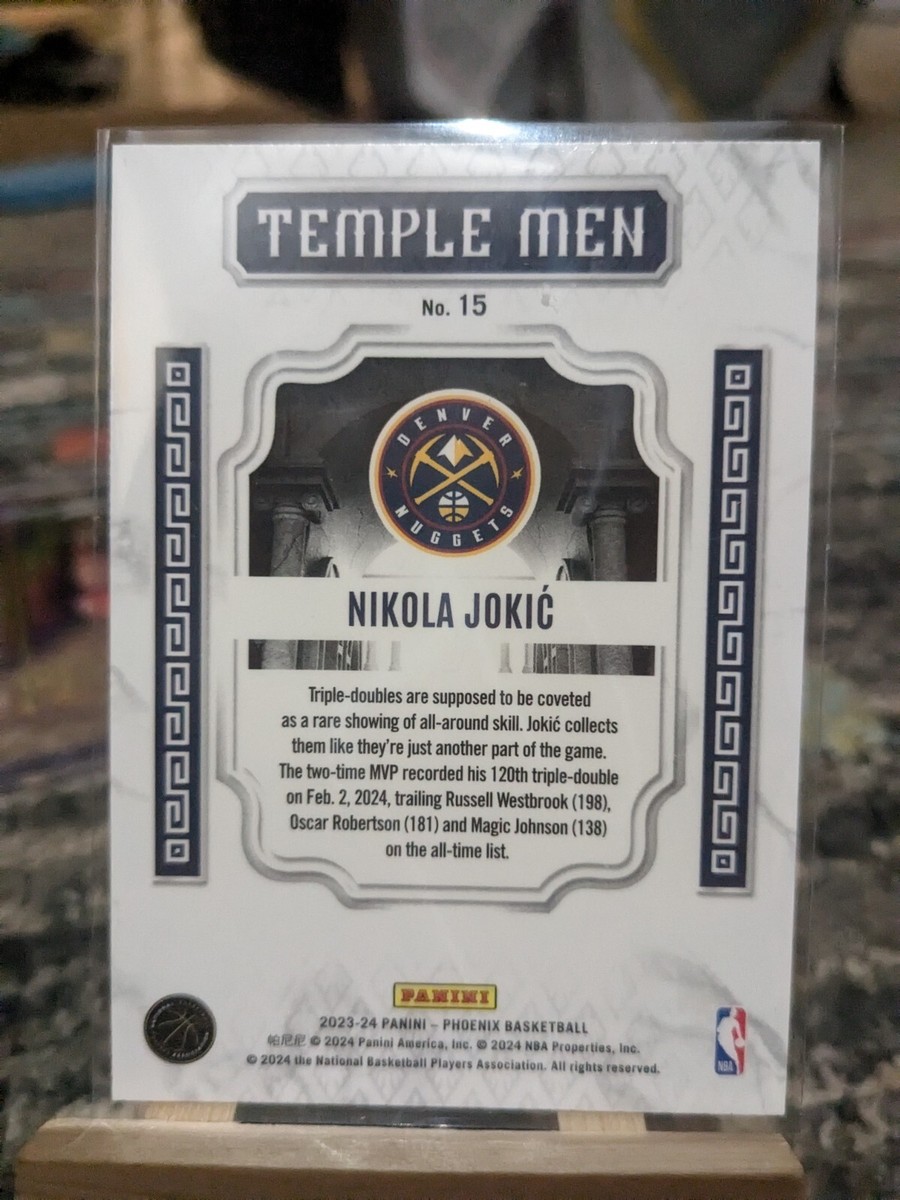 TEMPLE MEN
No. 15
DENVER
NUGGETS
NIKOLA JOKIĆ
Triple-doubles are supposed to be coveted
as a rare showing of all-around skill. Jokić collects
them like they're just another part of the game.
The two-time MVP recorded his 120th triple-double
on Feb. 2, 2024, trailing Russell Westbrook (198),
Oscar Robertson (181) and Magic Johnson (138)
on the all-time list.
PANINI
2023-24 PANINI – PHOENIX BASKETBALL
帕尼尼 © 2024 Panini America, Inc. © 2024 NBA Properties, Inc.
© 2024 the National Basketball Players Association. All rights reserved.
NBA